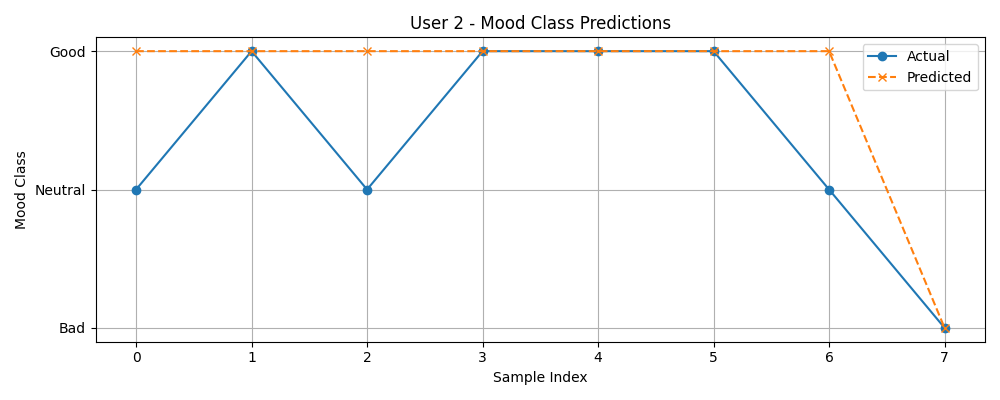 User 2 - Mood Class Predictions
Good
Neutral
Bad
Mood Class
Actual
Predicted
0 1 2 3 4 5 6 7
Sample Index